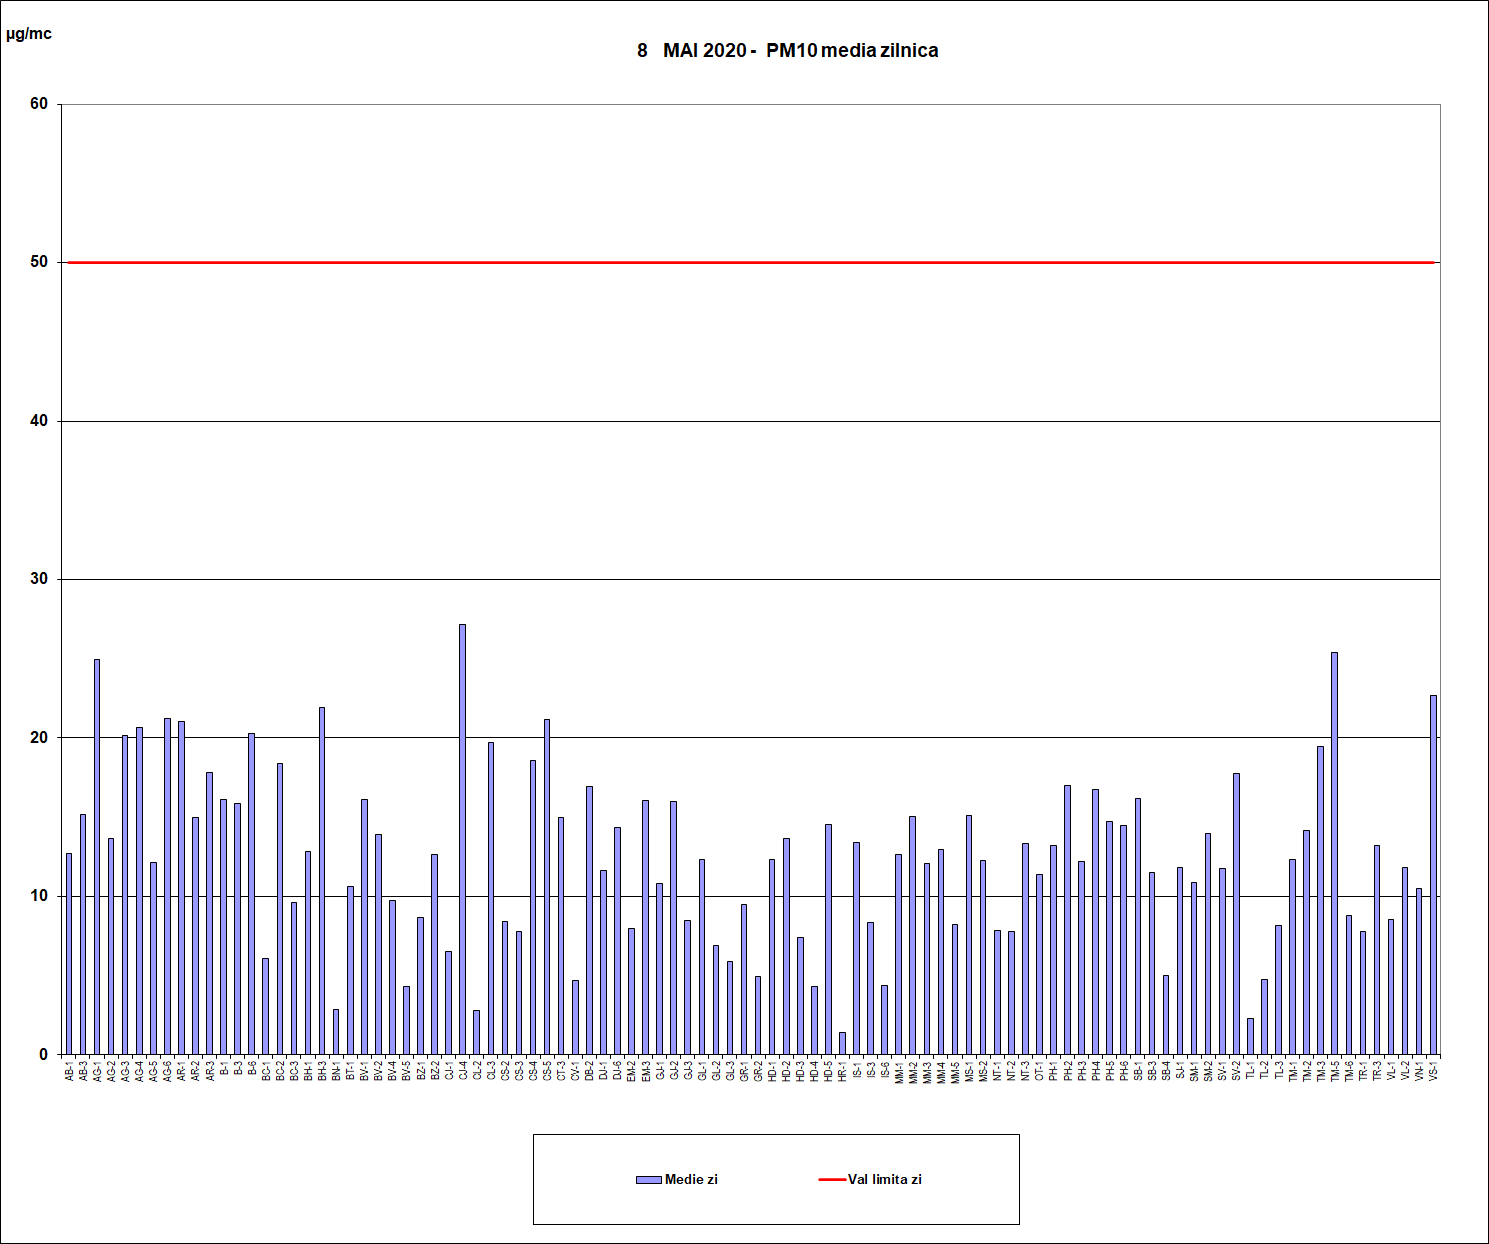 µg/mc
8 MAI 2020 - PM10 media zilnica
60
50
40
30
20
10
0
AB-1 AB-3 AG-1 AG-2 AG-3 AG-4 AG-5 AG-6 AR-1 AR-2 AR-3 B-1 B-3 B-6 BC-1 BC-2 BC-3 BH-1 BH-3 BN-1 BT-1 BV-1 BV-2 BV-4 BV-5 BZ-1 BZ-2 CJ-1 CJ-4 CL-2 CL-3 CS-2 CS-3 CS-4 CS-5 CT-3 CV-1 DB-2 DJ-1 DJ-6 EM-2 EM-3 GJ-1 GJ-2 GJ-3 GL-1 GL-2 GL-3 GR-1 GR-2 HD-1 HD-2 HD-3 HD-4 HD-5 HR-1 IS-1 IS-3 IS-6 MM-1 MM-2 MM-3 MM-4 MM-5 MS-1 MS-2 NT-1 NT-2 NT-3 OT-1 PH-1 PH-2 PH-3 PH-4 PH-5 PH-6 SB-1 SB-3 SB-4 SJ-1 SM-1 SM-2 SV-1 SV-2 TL-1 TL-2 TL-3 TM-1 TM-2 TM-3 TM-5 TM-6 TR-1 TR-3 VL-1 VL-2 VN-1 VS-1
Medie zi Val limita zi